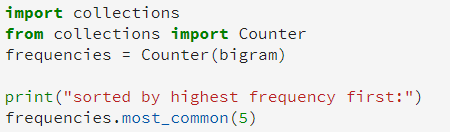 import collections
from collections import Counter
frequencies = Counter(bigram)
print("sorted by highest frequency first:")
frequencies.most_common(5)